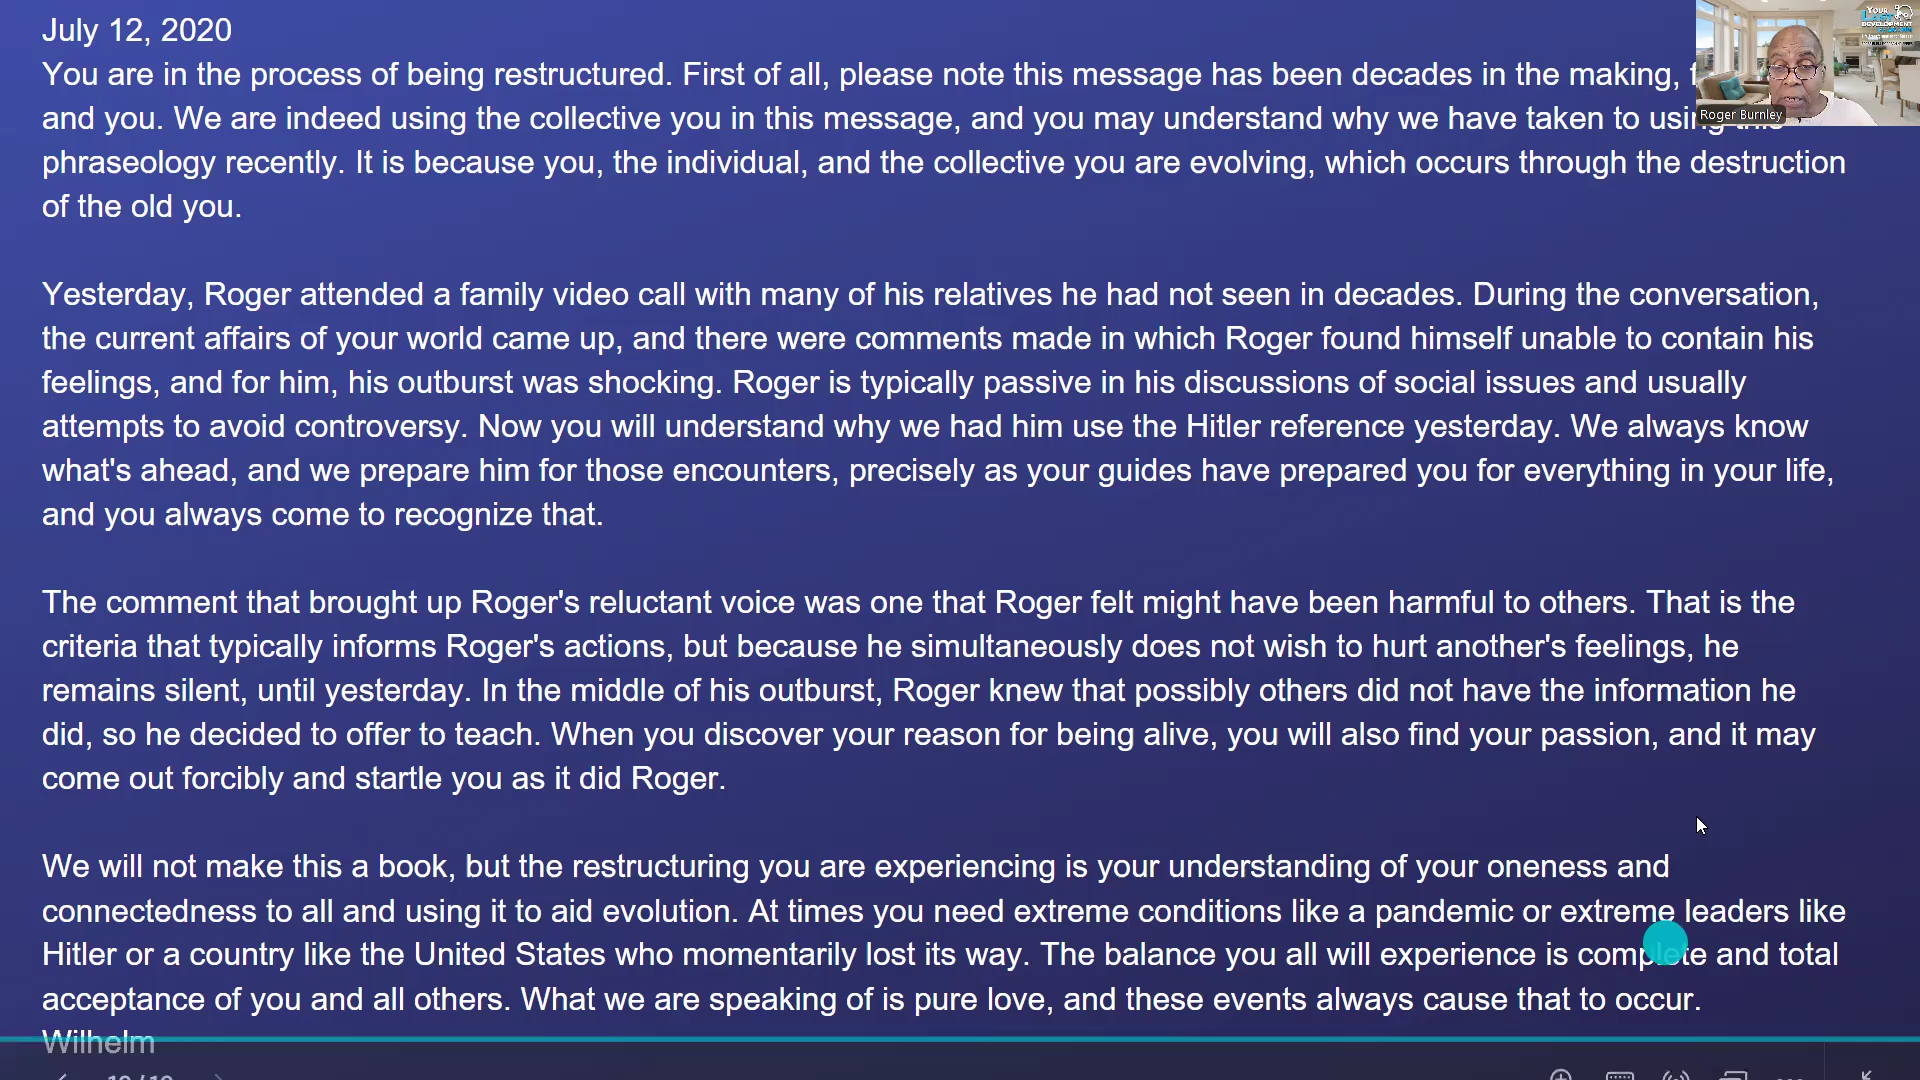 July 12, 2020
You are in the process of being restructured. First of all, please note this message has been decades in the making,
and you. We are indeed using the collective you in this message, and you may understand why we have taken to using this
phraseology recently. It is because you, the individual, and the collective you are evolving, which occurs through the destruction
of the old you.
Yesterday, Roger attended a family video call with many of his relatives he had not seen in decades. During the conversation,
the current affairs of your world came up, and there were comments made in which Roger found himself unable to contain his
feelings, and for him, his outburst was shocking. Roger is typically passive in his discussions of social issues and usually
attempts to avoid controversy. Now you will understand why we had him use the Hitler reference yesterday. We always know
what's ahead, and we prepare him for those encounters, precisely as your guides have prepared you for everything in your life,
and you always come to recognize that.
The comment that brought up Roger's reluctant voice was one that Roger felt might have been harmful to others. That is the
criteria that typically informs Roger's actions, but because he simultaneously does not wish to hurt another's feelings, he
remains silent, until yesterday. In the middle of his outburst, Roger knew that possibly others did not have the information he
did, so he decided to offer to teach. When you discover your reason for being alive, you will also find your passion, and it may
come out forcibly and startle you as it did Roger.
We will not make this a book, but the restructuring you are experiencing is your understanding of your oneness and
connectedness to all and using it to aid evolution. At times you need extreme conditions like a pandemic or extreme leaders like
Hitler or a country like the United States who momentarily lost its way. The balance you all will experience is complete and total
acceptance of you and all others. What we are speaking of is pure love, and these events always cause that to occur.
Wilhelm
YOUR
LAST
DEVELOPMENT
Roger Burnley